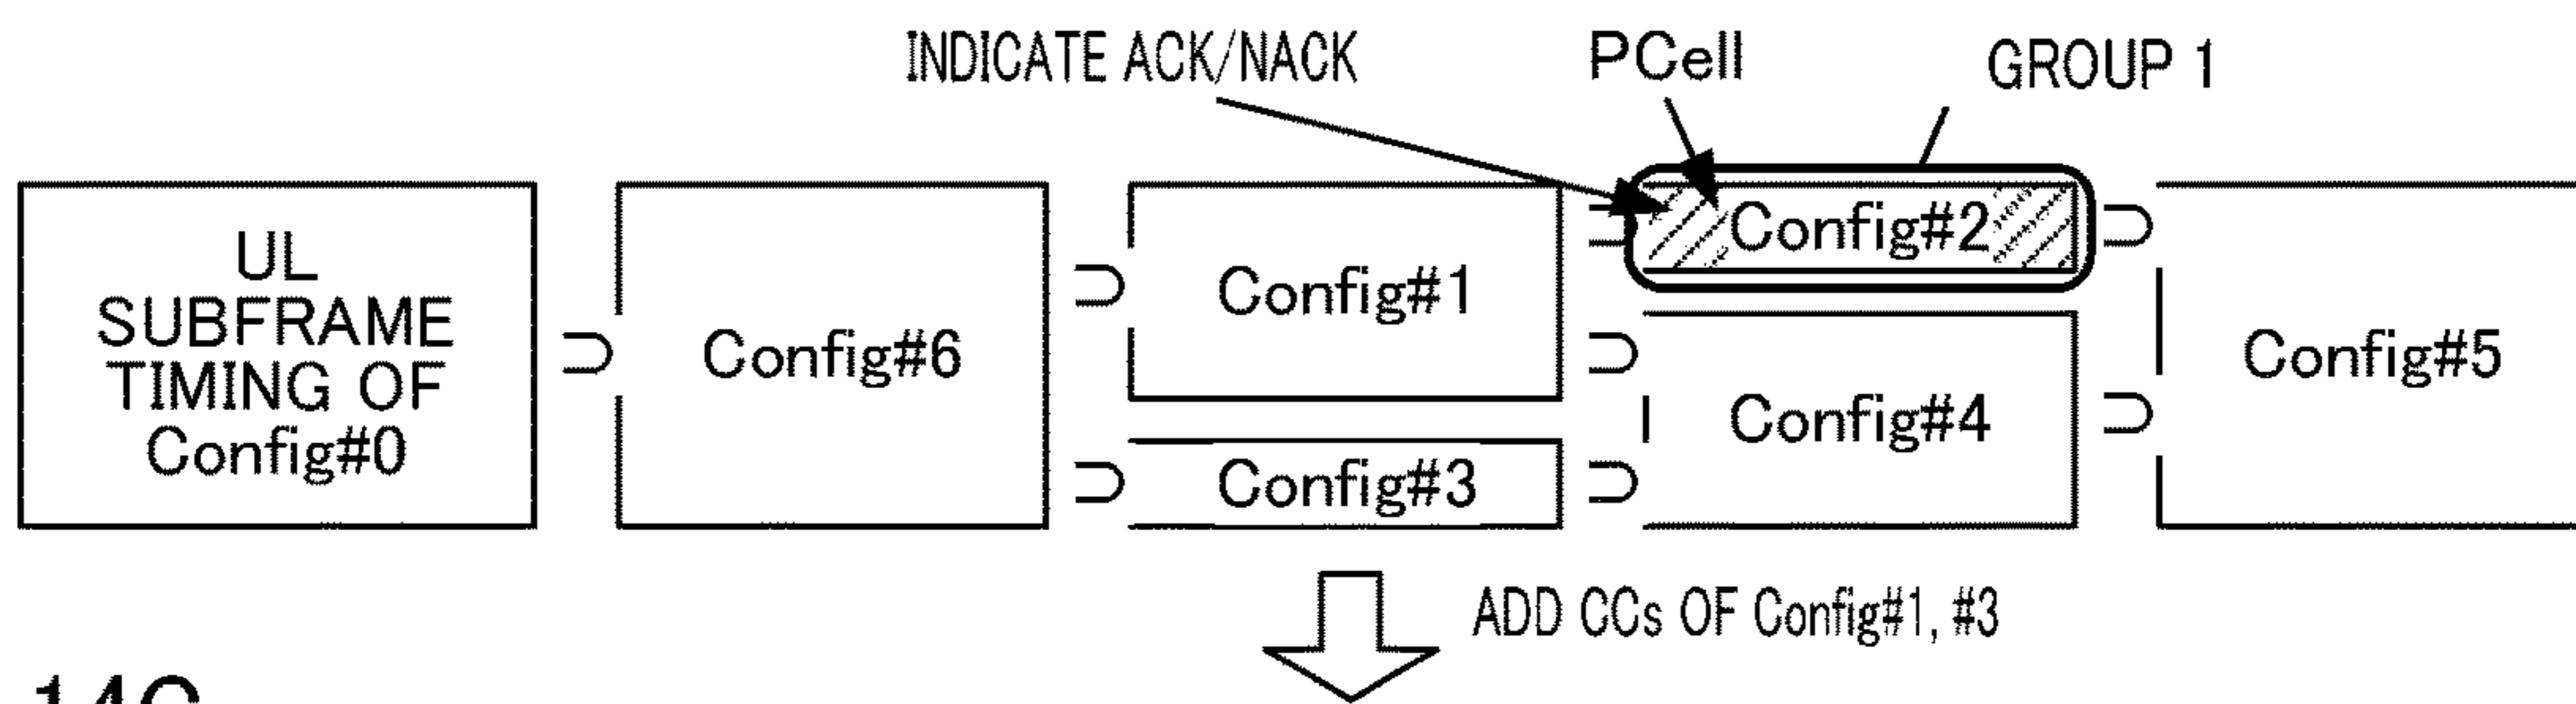 INDICATE ACK/NACK
PCell
GROUP 1
UL
SUBFRAME
TIMING OF
Config#0
⊃
Config#6
⊃
Config#1
⊃
Config#3
⊃
Config#2
⊃
Config#4
⊃
⊃
⊃
Config#5
ADD CCs OF Config#1, #3
14C